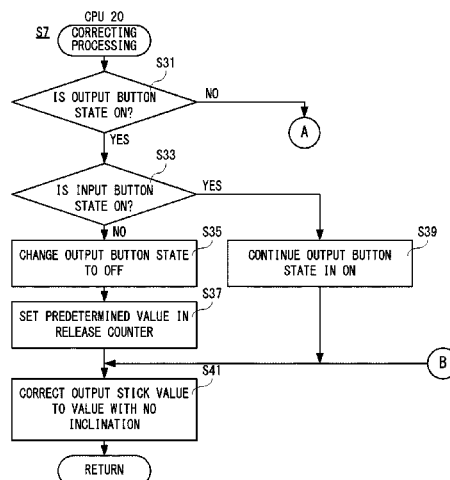 CPU 20
S7
CORRECTING
PROCESSING
S31
IS OUTPUT BUTTON
STATE ON?
NO
A
YES
S33
IS INPUT BUTTON
STATE ON?
YES
NO
S35
CHANGE OUTPUT BUTTON STATE
TO OFF
S39
CONTINUE OUTPUT BUTTON
STATE IN ON
S37
SET PREDETERMINED VALUE IN
RELEASE COUNTER
B
S41
CORRECT OUTPUT STICK VALUE
TO VALUE WITH NO
INCLINATION
RETURN